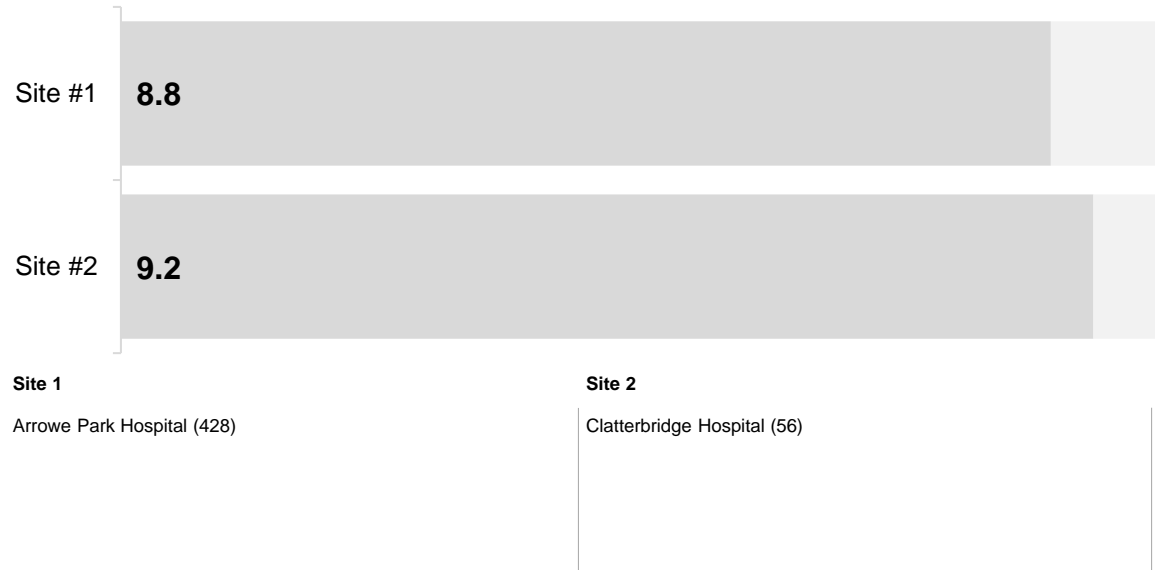 Site #1 8.8
Site #2 9.2
Site 1 Site 2
Arrowe Park Hospital (428) Clatterbridge Hospital (56)